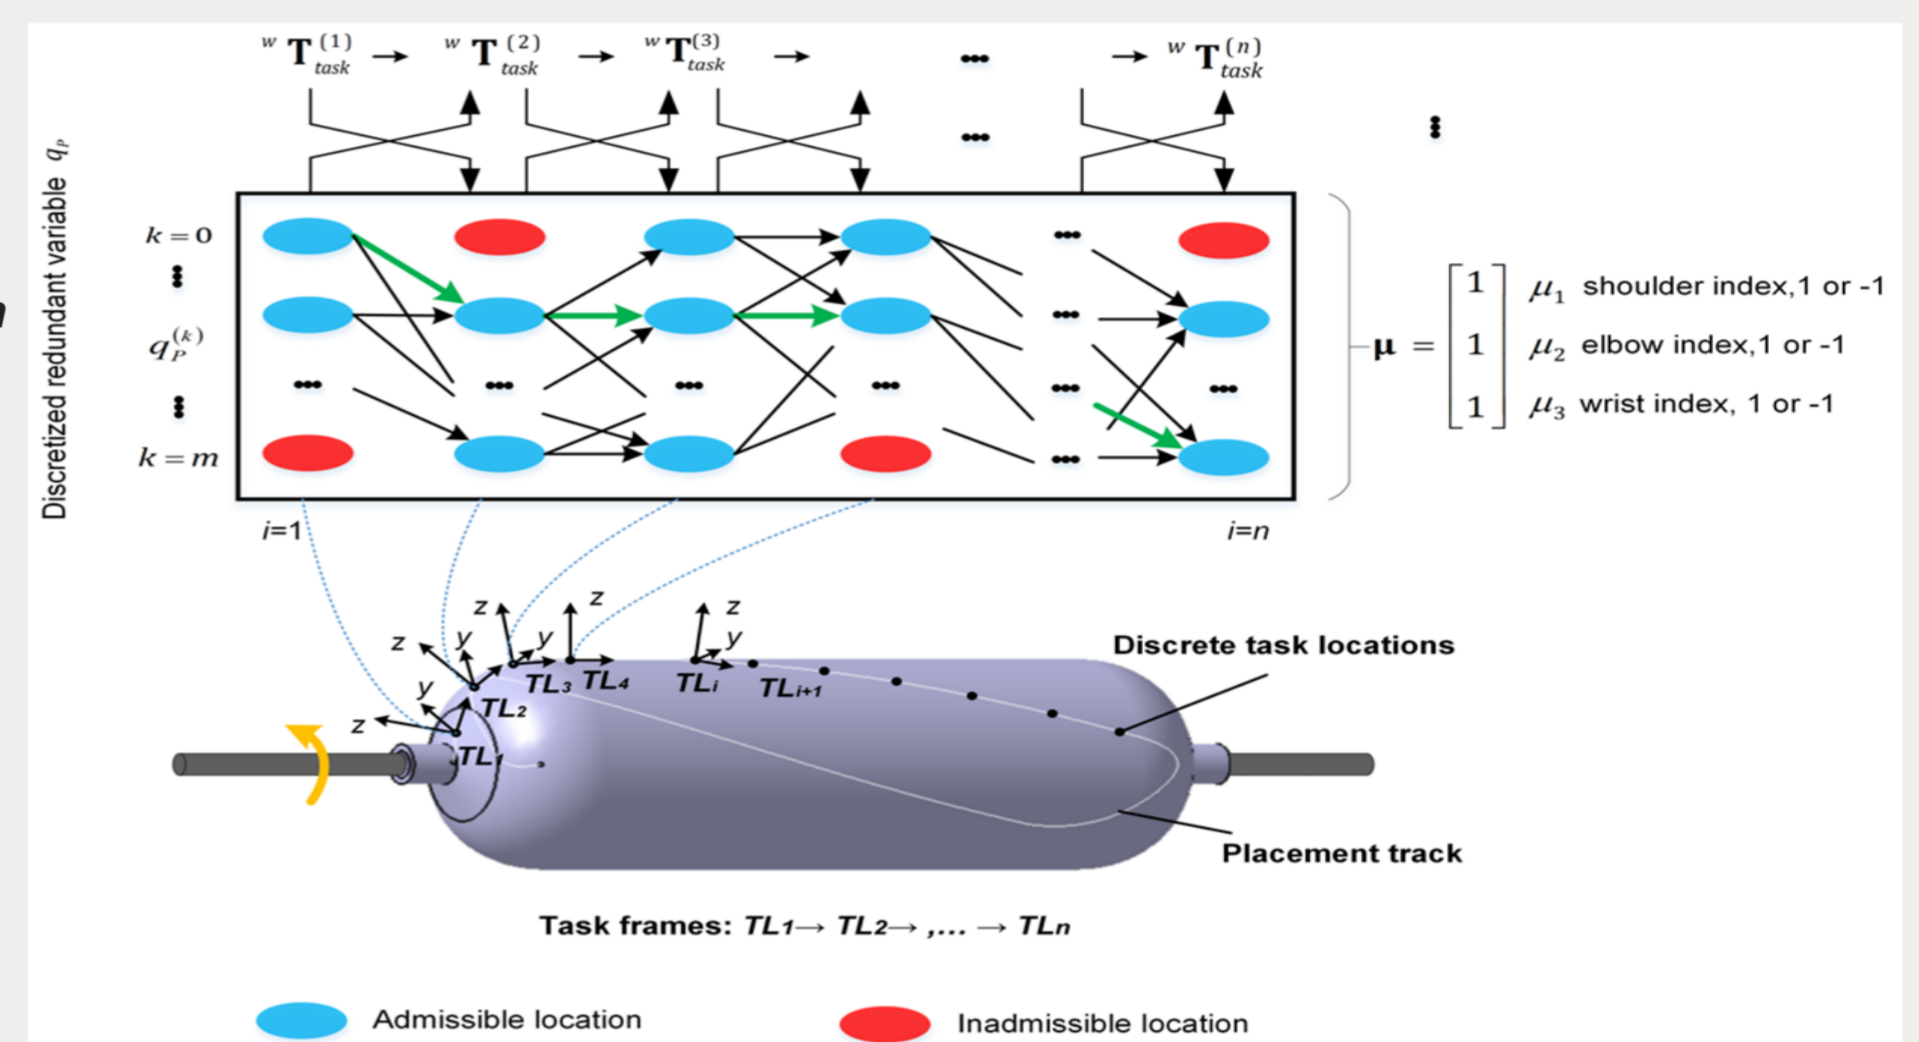 wT(1)task → wT(2)task → wT(3)task → ••• → wT(n)task
•••
Discretized redundant variable qP
k = 0
qP(k)
k = m
i=1
i=n
μ = [1 1 1]
μ1 shoulder index,1 or -1
μ2 elbow index,1 or -1
μ3 wrist index, 1 or -1
z
z
z
y
y
z
y
z
y
z
TL1
TL2
TL3
TL4
TLi
TLi+1
Discrete task locations
Placement track
Task frames: TL1→ TL2→ ,... → TLn
Admissible location
Inadmissible location